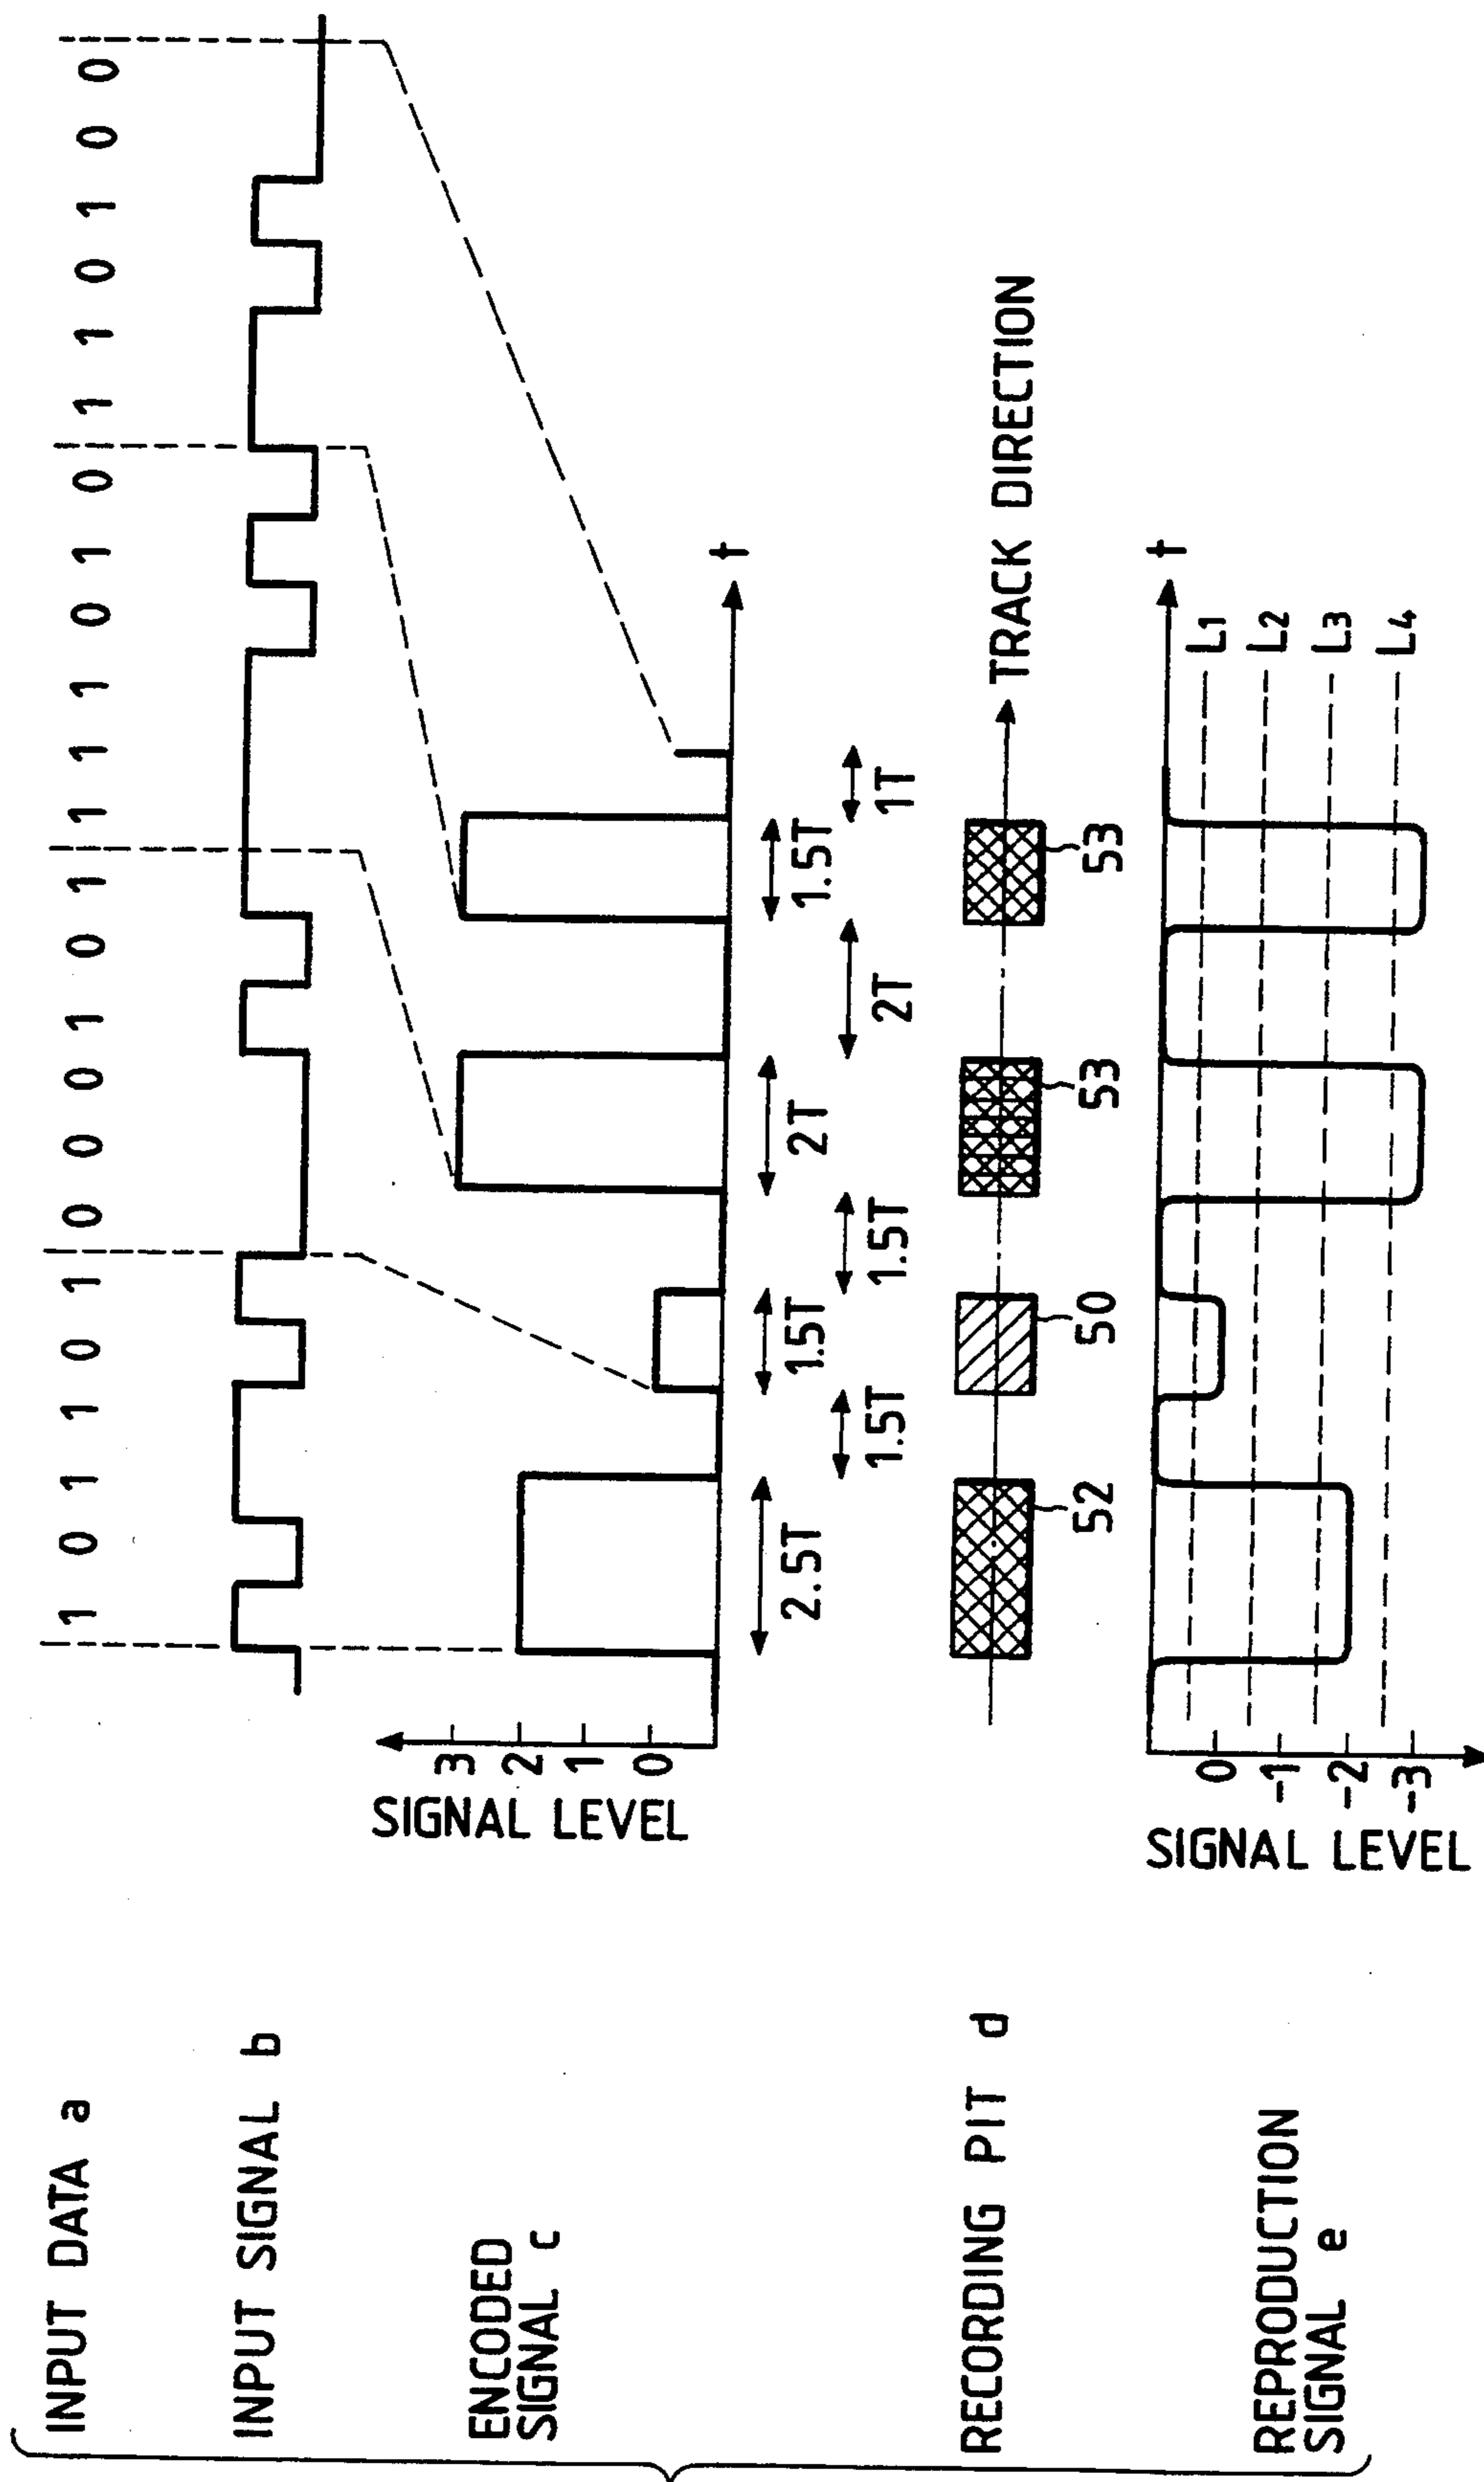 INPUT DATA a
1 0 1 1 0 1 0 0 0 1 0 1 1 1 1 0 1 0 1 1 0 1 0 0
INPUT SIGNAL b
ENCODED
SIGNAL c
SIGNAL LEVEL
3
2
1
0
t
2.5T 1.5T 2T 1.5T
1.5T 1.5T 2T 1T
RECORDING PIT d
TRACK DIRECTION
52 50 53 53
REPRODUCTION
SIGNAL e
SIGNAL LEVEL
0
-1
-2
-3
t
L1
L2
L3
L4